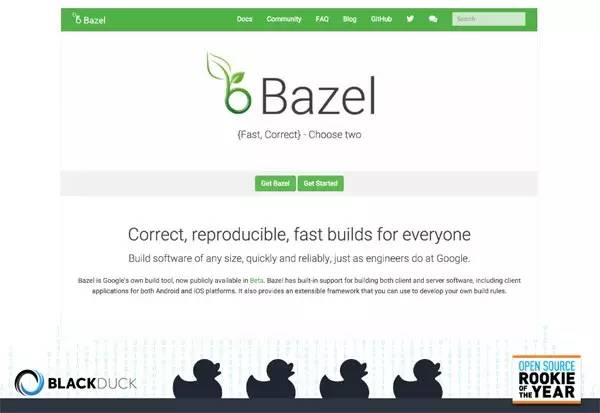 Bazel
Docs Community FAQ Blog GitHub Search
Bazel
{Fast, Correct} - Choose two
Get Bazel Get Started
Correct, reproducible, fast builds for everyone
Build software of any size, quickly and reliably, just as engineers do at Google.
Bazel is Google's own build tool, now publicly available in Beta. Bazel has built-in support for building both client and server software, including client
applications for both Android and iOS platforms. It also provides an extensible framework that you can use to develop your own build rules.
BLACKDUCK
OPEN SOURCE
ROOKIE
OF THE YEAR